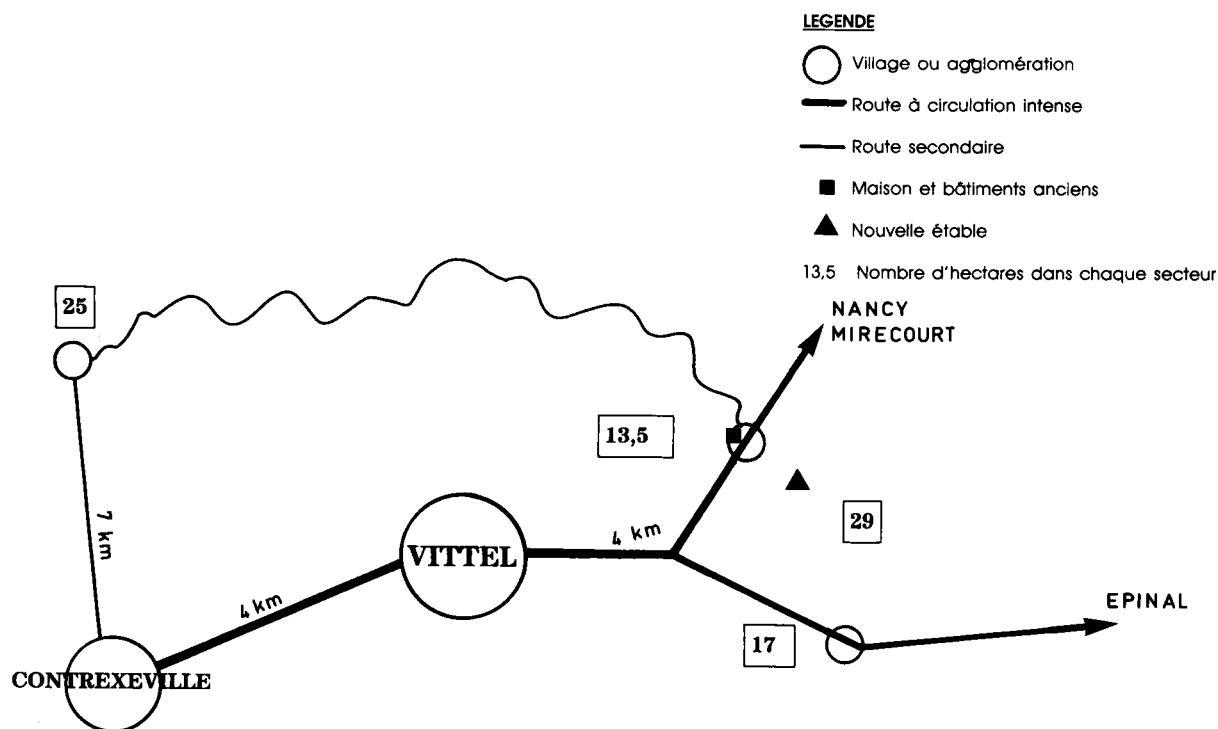 LEGENDE
Village ou agglomération
Route à circulation intense
Route secondaire
Maison et bâtiments anciens
Nouvelle étable
13,5 Nombre d'hectares dans chaque secteur
25
NANCY
MIRECOURT
13,5
29
7 km
4 km
VITTEL
4 km
EPINAL
17
CONTREXEVILLE